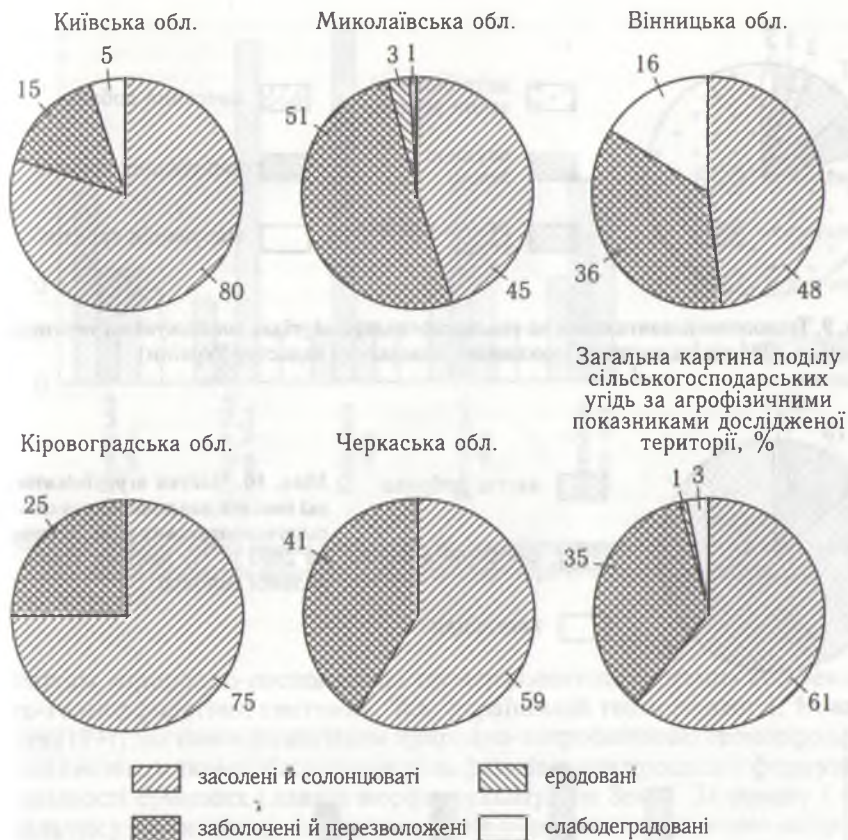 Київська обл.
Миколаївська обл.
Вінницька обл.
5
15
80
3 1
51
45
16
36
48
Кіровоградська обл.
Черкаська обл.
Загальна картина поділу
сільськогосподарських
угідь за агрофізичними
показниками дослідженої
території, %
25
75
41
59
1 3
35
61
засолені й солонцюваті
еродовані
заболочені й перезволожені
слабодеградовані